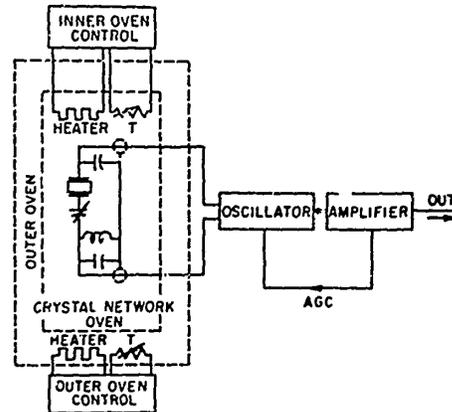 INNER OVEN
CONTROL
HEATER T
OUTER OVEN
OSCILLATOR
AMPLIFIER
OUT
AGC
CRYSTAL NETWORK
OVEN
HEATER T
OUTER OVEN
CONTROL